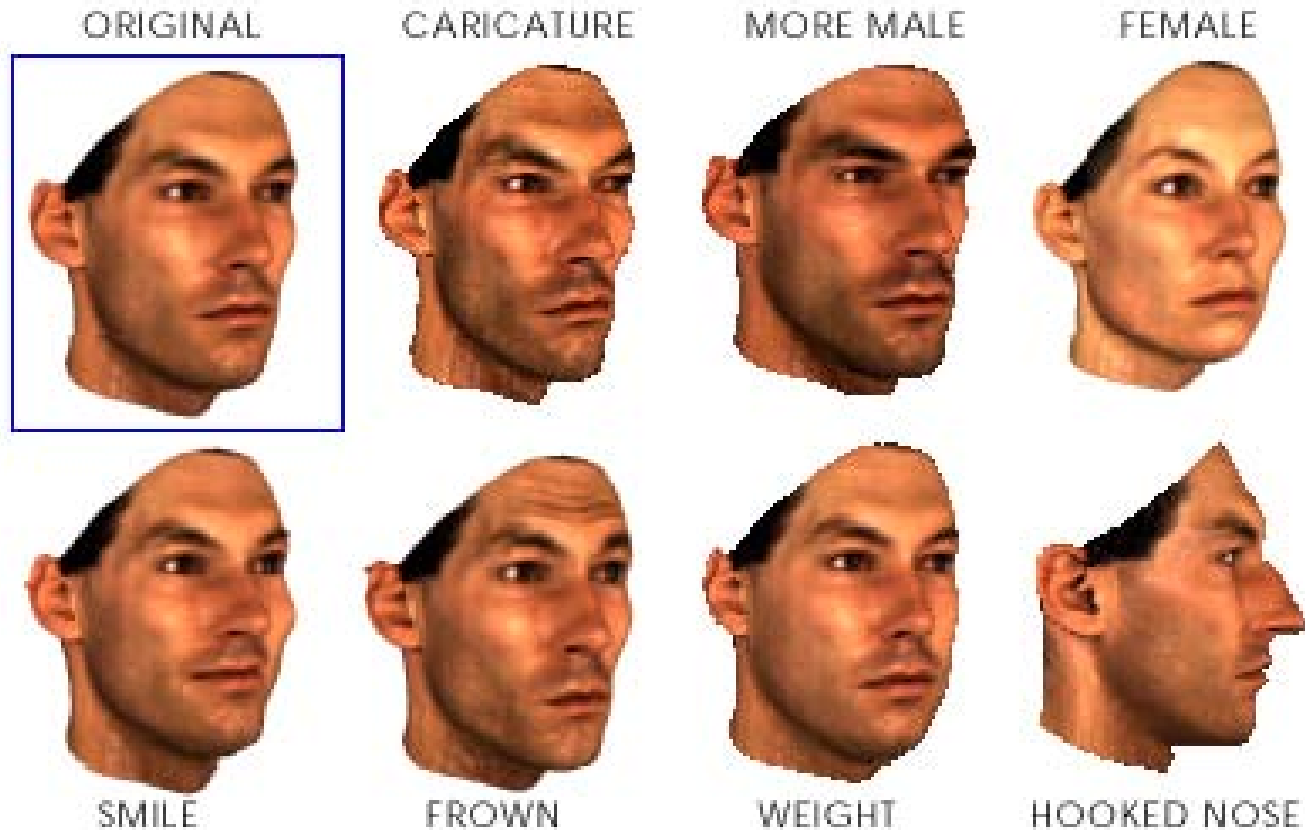 ORIGINAL
CARICATURE
MORE MALE
FEMALE
SMILE
FROWN
WEIGHT
HOOKED NOSE